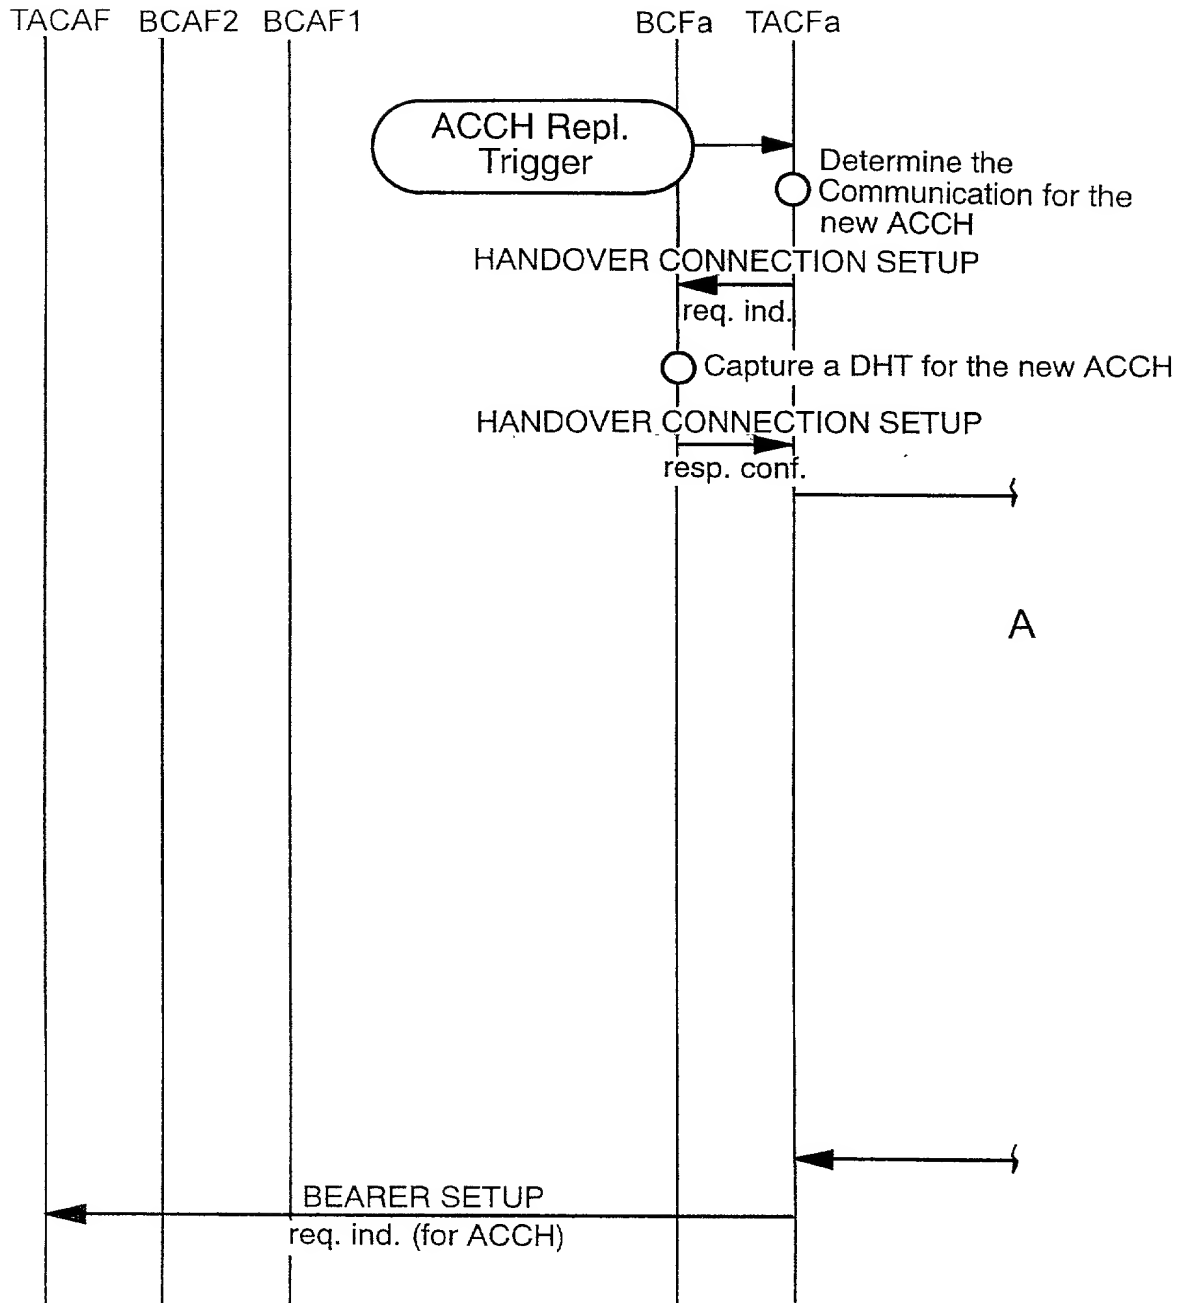 TACAF BCAF2 BCAF1 BCFa TACFa
ACCH Repl.
Trigger
Determine the
Communication for the
new ACCH
HANDOVER CONNECTION SETUP
req. ind.
Capture a DHT for the new ACCH
HANDOVER CONNECTION SETUP
resp. conf.
A
BEARER SETUP
req. ind. (for ACCH)